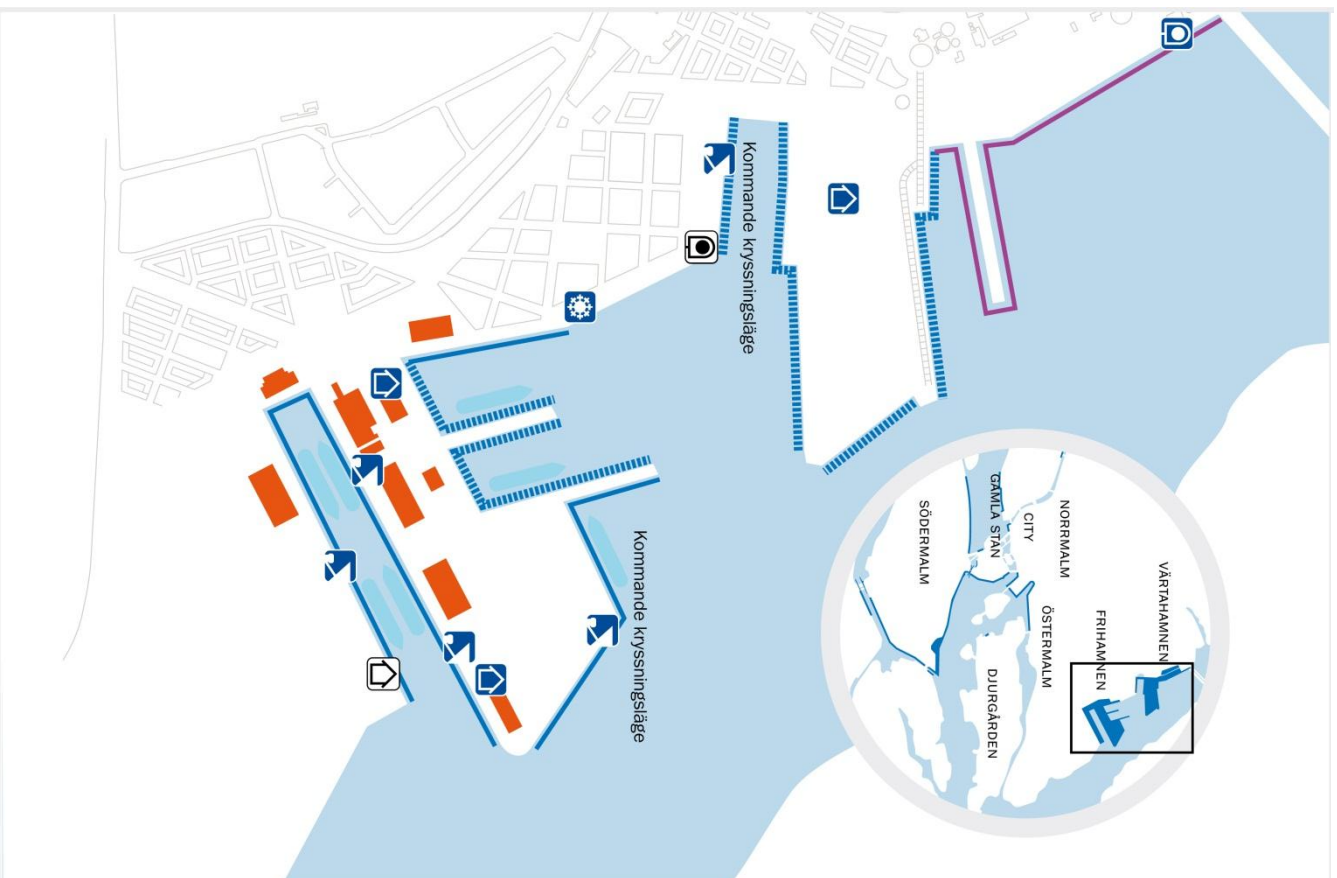 Kommande kryssningsläge
Kommande kryssningsläge
VÄRTAHAMNEN
FRIHAMNEN
NORRMALM
ÖSTERMALM
CITY
DJURGÅRDEN
GAMLA STAN
SÖDERMALM